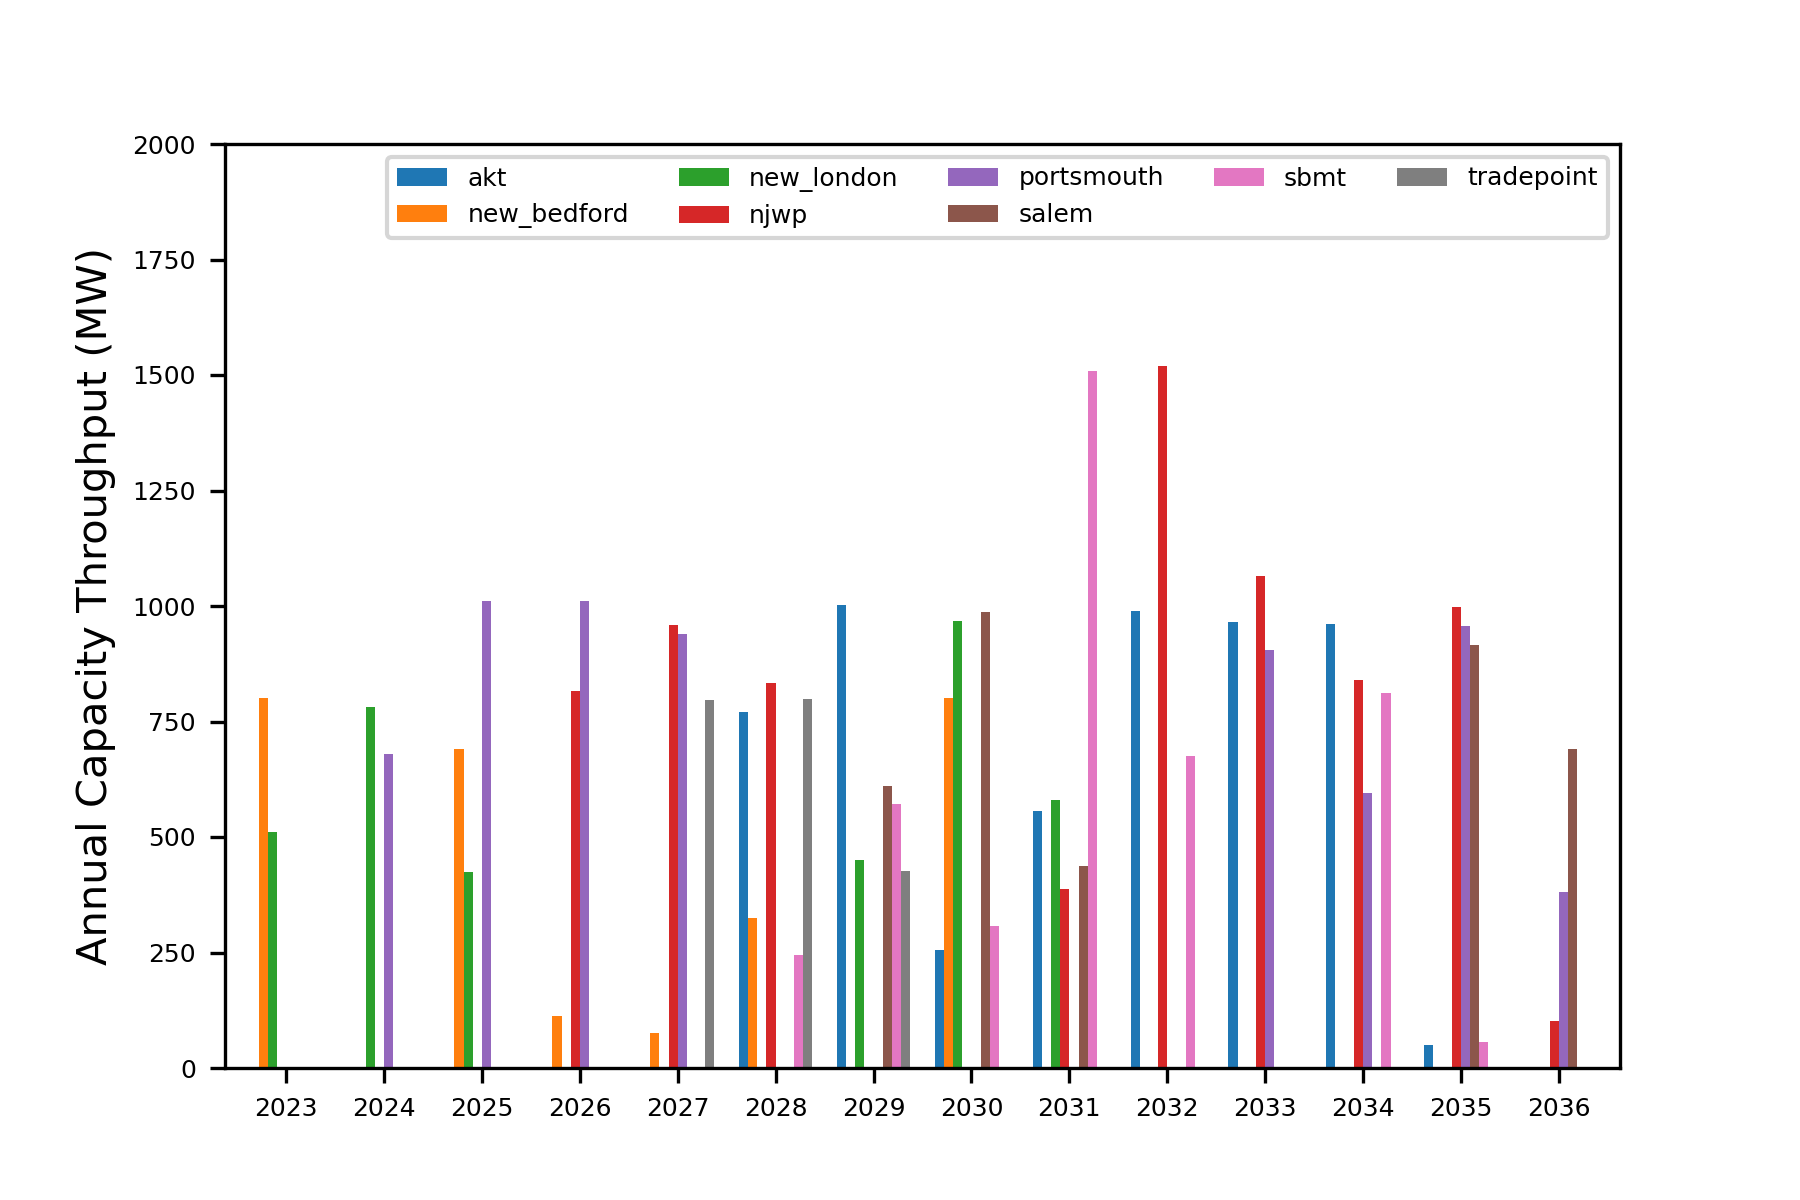 akt new_london portsmouth sbmt tradepoint
new_bedford njwp salem
Annual Capacity Throughput (MW)
2000
1750
1500
1250
1000
750
500
250
0
2023 2024 2025 2026 2027 2028 2029 2030 2031 2032 2033 2034 2035 2036